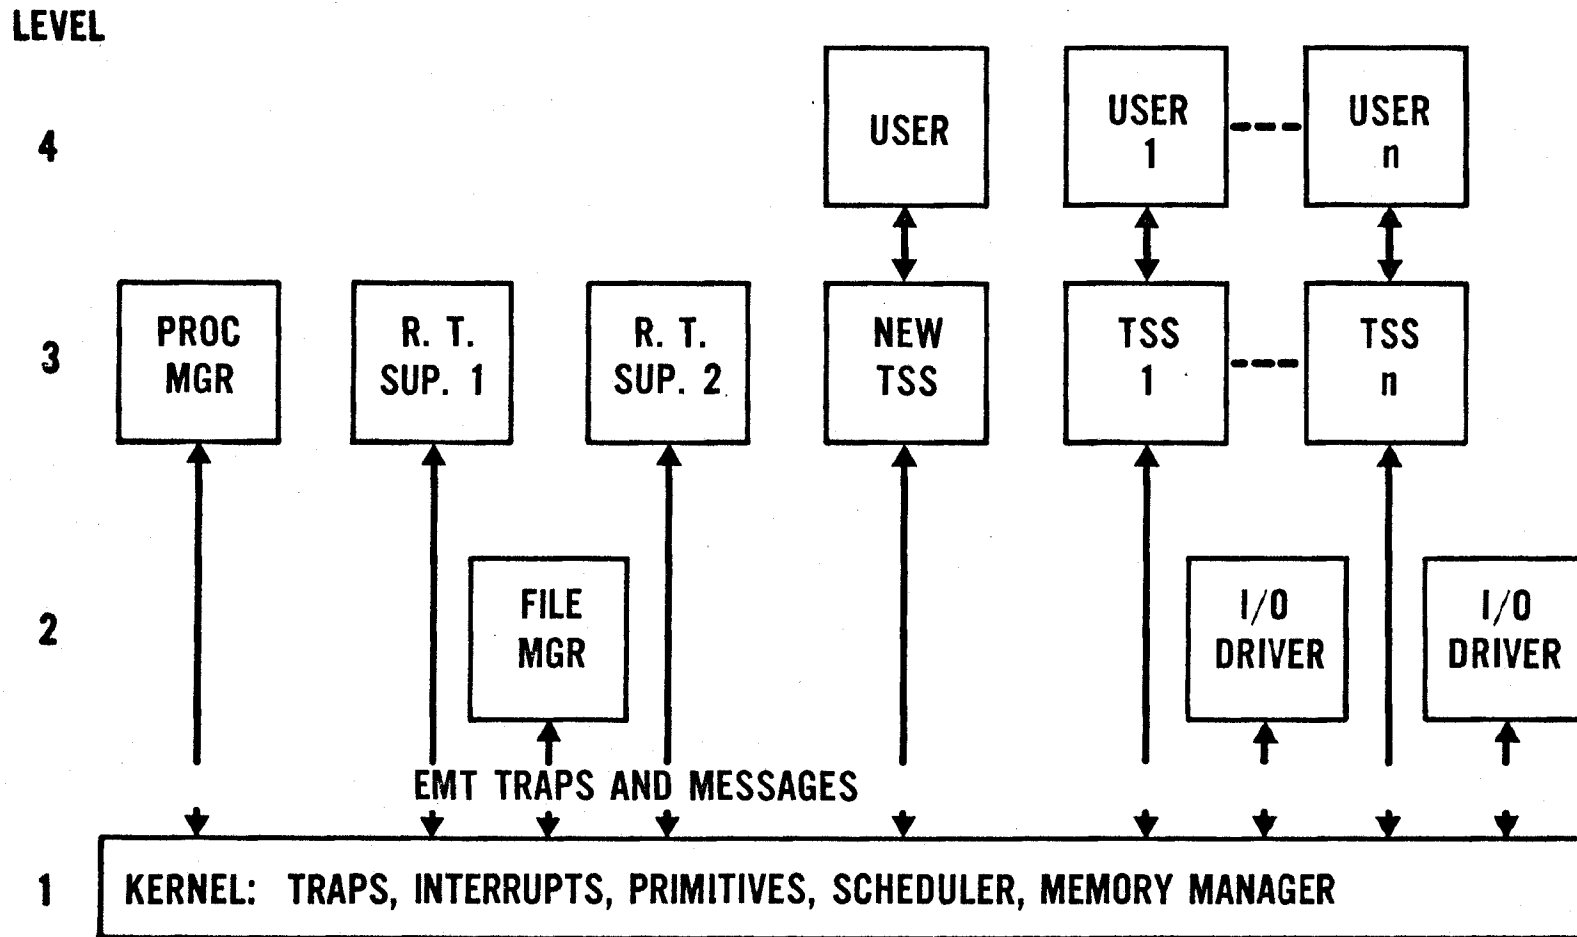 LEVEL
4
USER
USER
1
USER
n
3
PROC
MGR
R. T.
SUP. 1
R. T.
SUP. 2
NEW
TSS
TSS
1
TSS
n
2
FILE
MGR
I/O
DRIVER
I/O
DRIVER
EMT TRAPS AND MESSAGES
1
KERNEL: TRAPS, INTERRUPTS, PRIMITIVES, SCHEDULER, MEMORY MANAGER